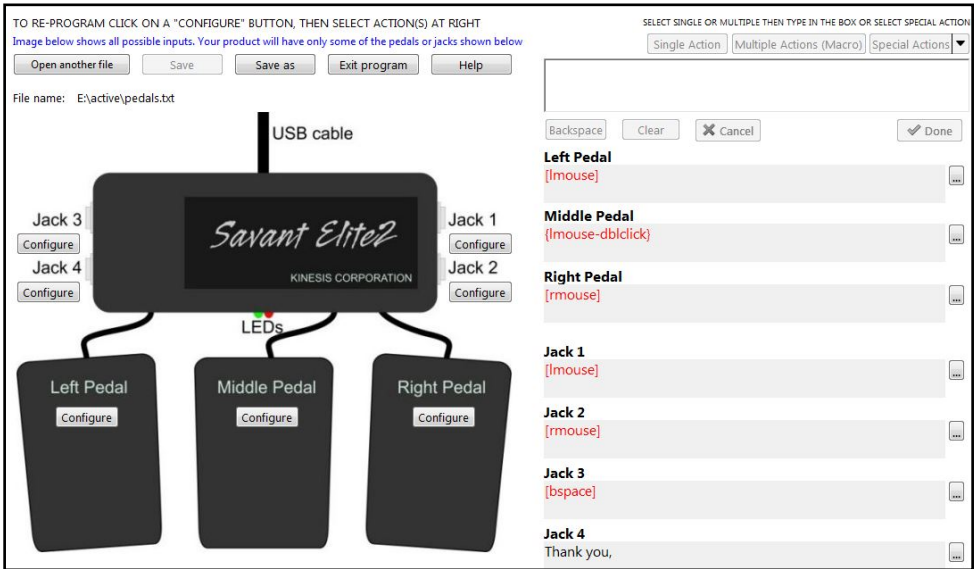 TO RE-PROGRAM CLICK ON A "CONFIGURE" BUTTON, THEN SELECT ACTION(S) AT RIGHT
Image below shows all possible inputs. Your product will have only some of the pedals or jacks shown below
Open another file Save Save as Exit program Help
File name: E:\active\pedals.txt
USB cable
Jack 3
Configure
Jack 4
Configure
Savant Elite2
KINESIS CORPORATION
Jack 1
Configure
Jack 2
Configure
LEDs
Left Pedal
Configure
Middle Pedal
Configure
Right Pedal
Configure
SELECT SINGLE OR MULTIPLE THEN TYPE IN THE BOX OR SELECT SPECIAL ACTION
Single Action Multiple Actions (Macro) Special Actions
Backspace Clear Cancel Done
Left Pedal
[lmouse]
...
Middle Pedal
{lmouse-dblclick}
...
Right Pedal
[rmouse]
...
Jack 1
[lmouse]
...
Jack 2
[rmouse]
...
Jack 3
[bspace]
...
Jack 4
Thank you,
...